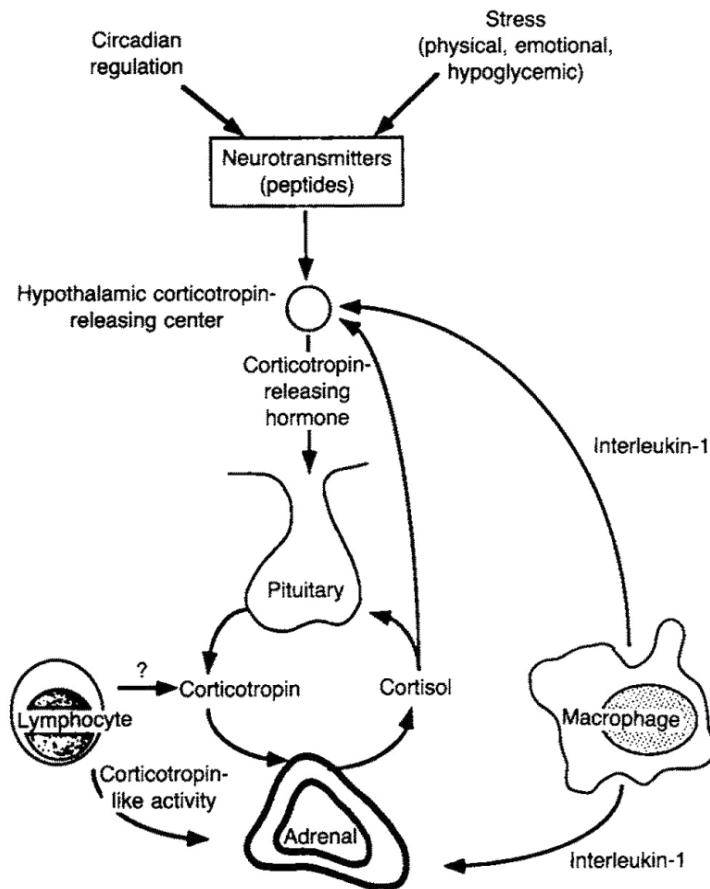 Circadian
regulation
Stress
(physical, emotional,
hypoglycemic)
Neurotransmitters
(peptides)
Hypothalamic corticotropin-
releasing center
Corticotropin-
releasing
hormone
Interleukin-1
Pituitary
?
Lymphocyte
Corticotropin
Cortisol
Macrophage
Corticotropin-
like activity
Adrenal
Interleukin-1